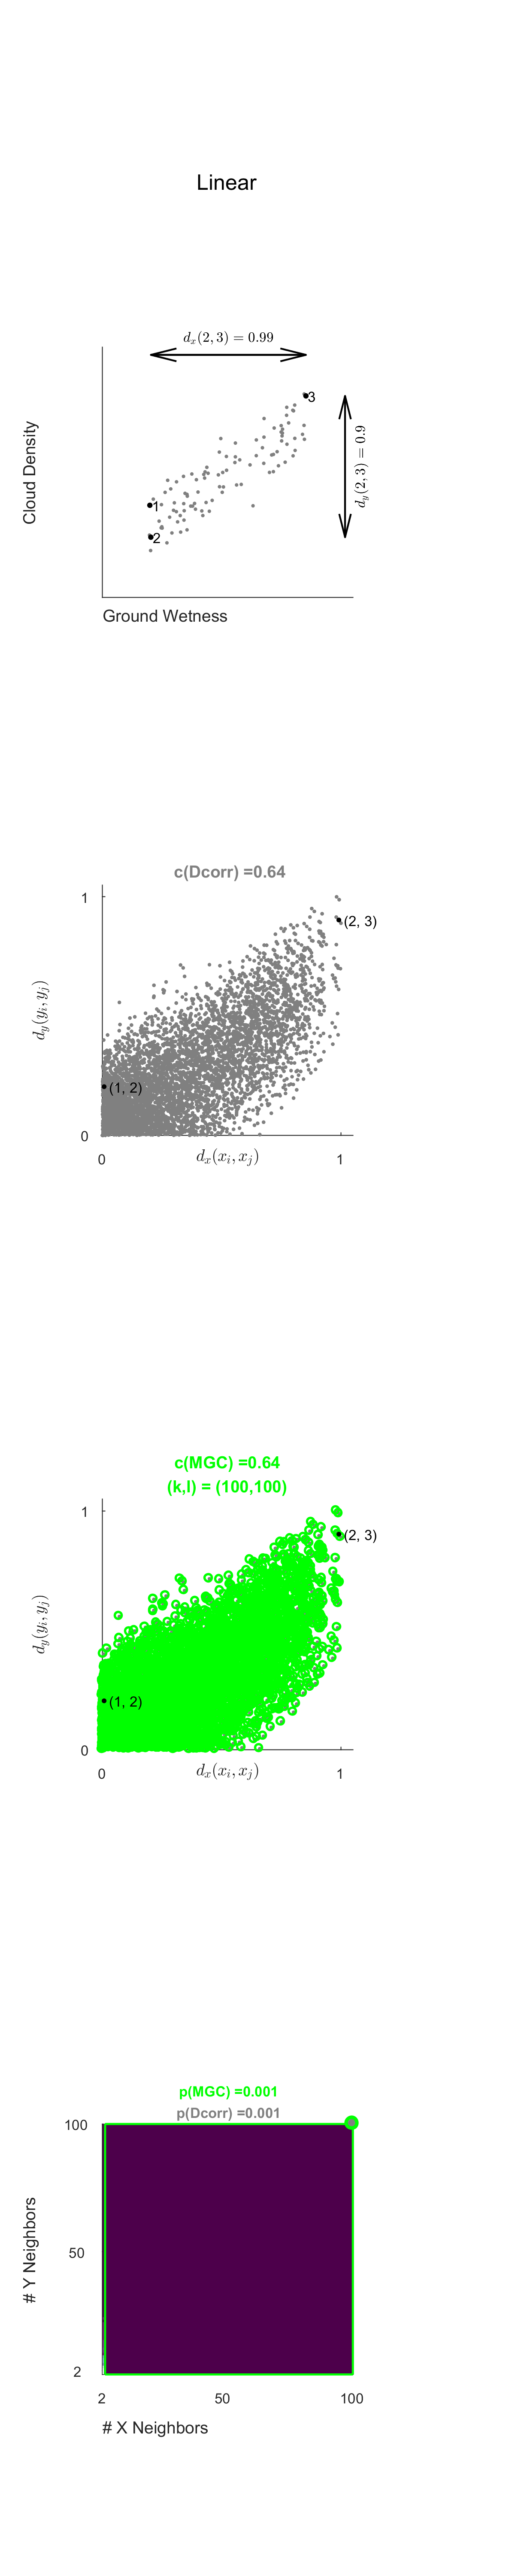 Linear
d_x(2, 3) = 0.99
3
Cloud Density
d_y(2, 3) = 0.9
1
2
Ground Wetness
c(Dcorr) =0.64
1
(2, 3)
d_y(y_i, y_j)
(1, 2)
0
0
d_x(x_i, x_j)
1
c(MGC) =0.64
(k,l) = (100,100)
1
(2, 3)
d_y(y_i, y_j)
(1, 2)
0
0
d_x(x_i, x_j)
1
p(MGC) =0.001
p(Dcorr) =0.001
100
# Y Neighbors
50
2
2
50
100
# X Neighbors